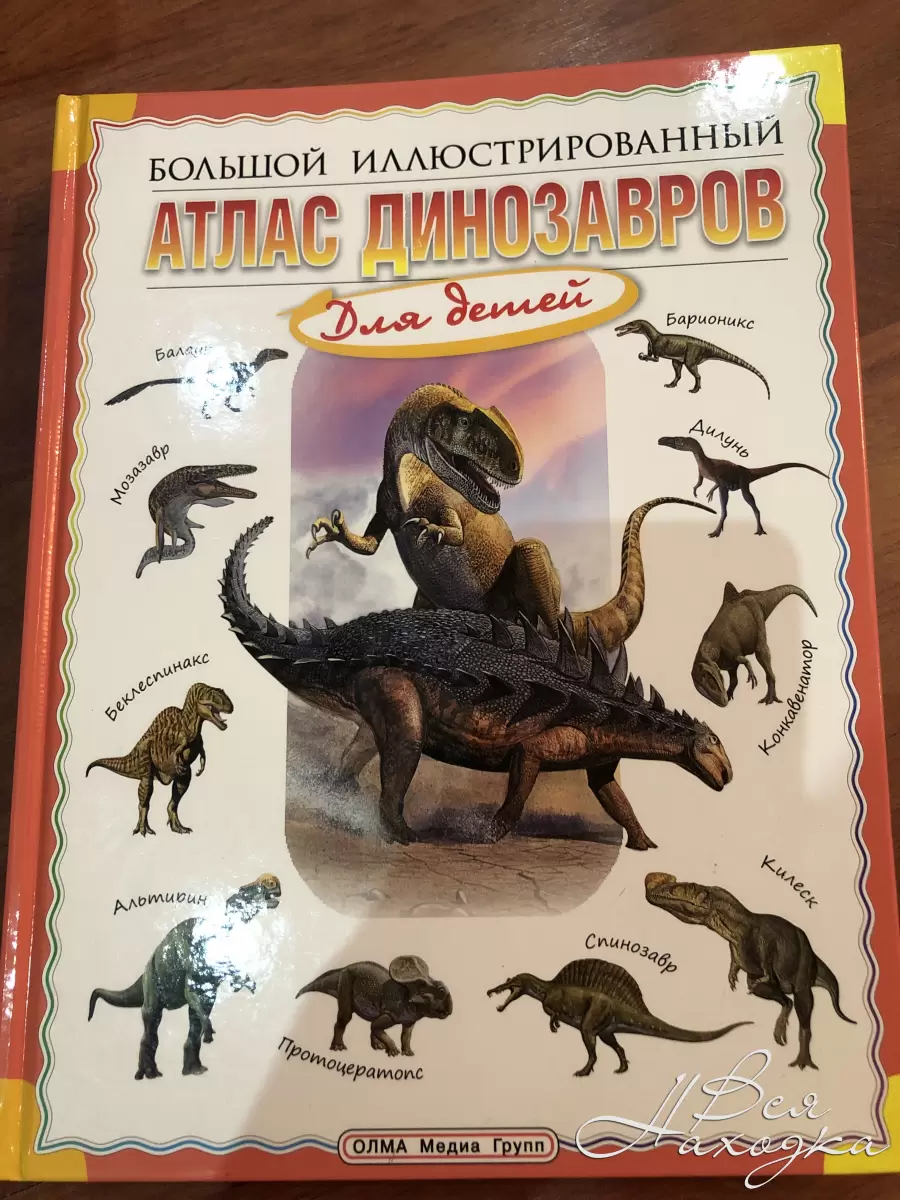 БОЛЬШОЙ ИЛЛЮСТРИРОВАННЫЙ
АТЛАС ДИНОЗАВРОВ
Для детей
Балаур
Барионикс
Мозазавр
Дилунь
Беклеспинакс
Конкавенатор
Альтирин
Килеск
Спинозавр
Протоцератопс
ОЛМА Медиа Групп
Вся
Находка